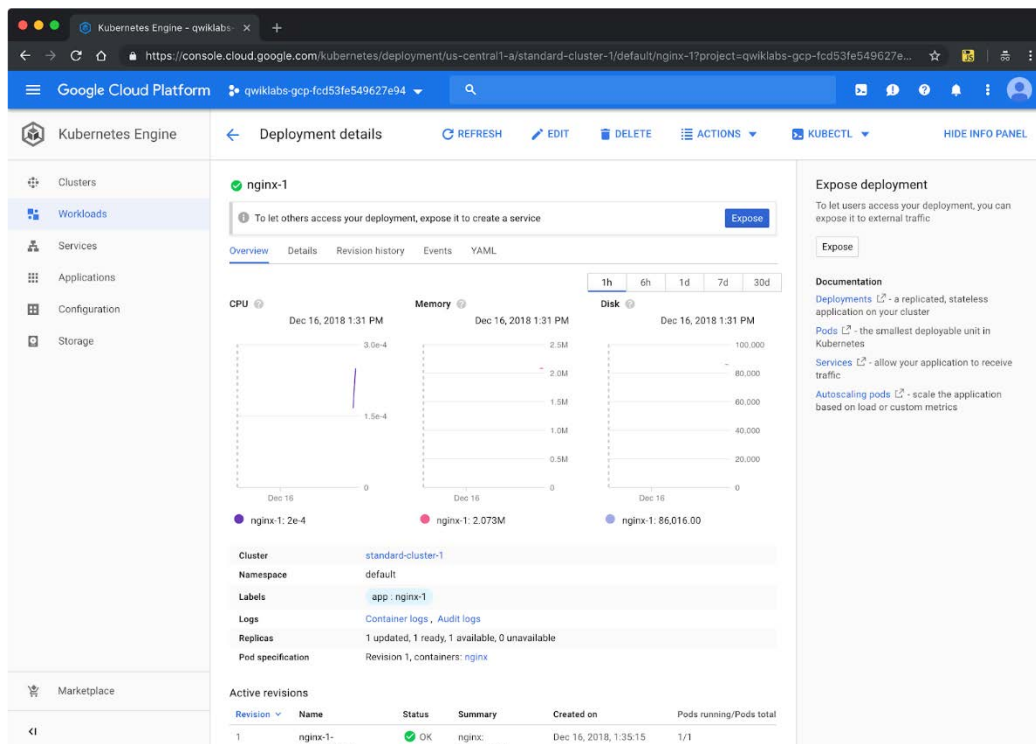 Kubernetes Engine - qwiklabs-
https://console.cloud.google.com/kubernetes/deployment/us-central1-a/standard-cluster-1/default/nginx-1?project=qwiklabs-gcp-fcd53fe549627e...
JS
Google Cloud Platform
qwiklabs-gcp-fcd53fe549627e94
Kubernetes Engine
Deployment details
REFRESH
EDIT
DELETE
ACTIONS
KUBECTL
HIDE INFO PANEL
Clusters
Workloads
Services
Applications
Configuration
Storage
Marketplace
nginx-1
To let others access your deployment, expose it to create a service
Expose
Overview Details Revision history Events YAML
1h 6h 1d 7d 30d
CPU
Dec 16, 2018 1:31 PM
3.0e-4
1.5e-4
0
Dec 16
nginx-1: 2e-4
Memory
Dec 16, 2018 1:31 PM
2.5M
2.0M
1.5M
1.0M
0.5M
0
Dec 16
nginx-1: 2.073M
Disk
Dec 16, 2018 1:31 PM
100,000
80,000
60,000
40,000
20,000
0
Dec 16
nginx-1: 86,016.00
Cluster standard-cluster-1
Namespace default
Labels app : nginx-1
Logs Container logs , Audit logs
Replicas 1 updated, 1 ready, 1 available, 0 unavailable
Pod specification Revision 1, containers: nginx
Active revisions
Revision Name Status Summary Created on Pods running/Pods total
1 nginx-1- OK nginx: Dec 16, 2018, 1:35:15 1/1
Expose deployment
To let users access your deployment, you can
expose it to external traffic
Expose
Documentation
Deployments - a replicated, stateless
application on your cluster
Pods - the smallest deployable unit in
Kubernetes
Services - allow your application to receive
traffic
Autoscaling pods - scale the application
based on load or custom metrics